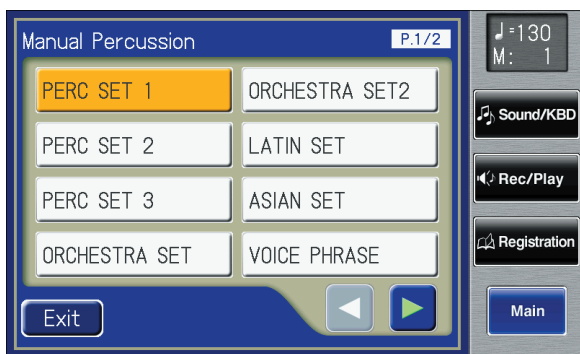 Manual Percussion
P.1/2
PERC SET 1
ORCHESTRA SET2
PERC SET 2
LATIN SET
PERC SET 3
ASIAN SET
ORCHESTRA SET
VOICE PHRASE
Exit
♩=130
M: 1
Sound/KBD
Rec/Play
Registration
Main